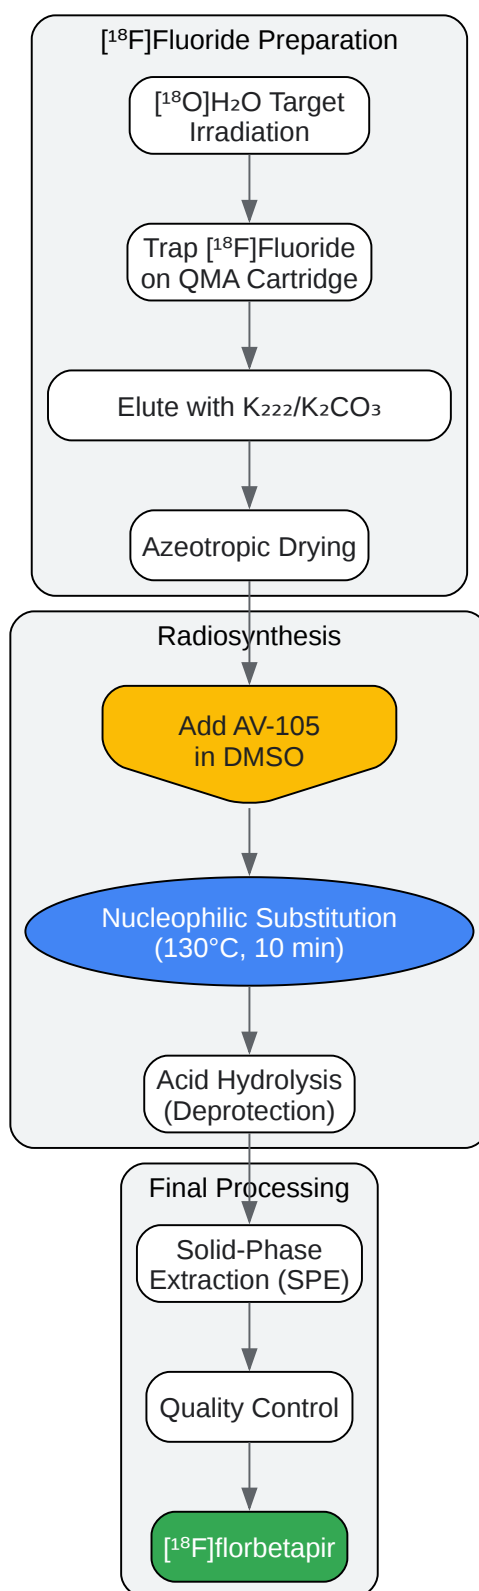 [¹⁸F]Fluoride Preparation
[¹⁸O]H₂O Target
Irradiation
Trap [¹⁸F]Fluoride
on QMA Cartridge
Elute with K₂₂₂/K₂CO₃
Azeotropic Drying
Radiosynthesis
Add AV-105
in DMSO
Nucleophilic Substitution
(130°C, 10 min)
Acid Hydrolysis
(Deprotection)
Final Processing
Solid-Phase
Extraction (SPE)
Quality Control
[¹⁸F]florbetapir